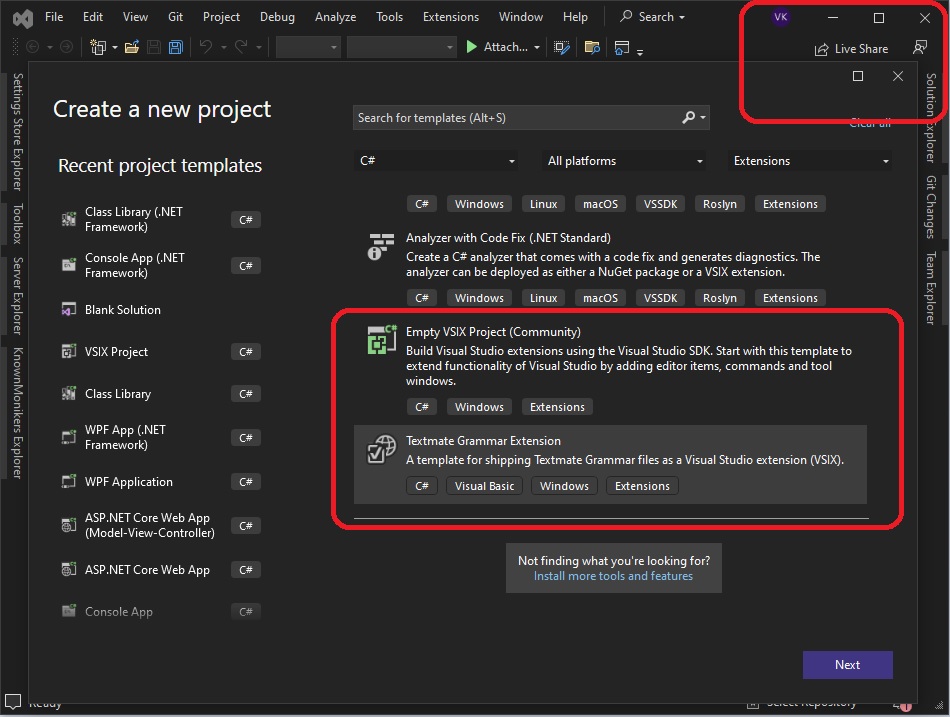 File Edit View Git Project Debug Analyze Tools Extensions Window Help Search VK
Attach... Live Share
Settings Store Explorer
Toolbox
Server Explorer
KnownMonikers Explorer
Create a new project
Recent project templates
Class Library (.NET
Framework) C#
Console App (.NET
Framework) C#
Blank Solution
VSIX Project C#
Class Library C#
WPF App (.NET
Framework) C#
WPF Application C#
ASP.NET Core Web App
(Model-View-Controller) C#
ASP.NET Core Web App C#
Console App C#
Search for templates (Alt+S)
Clear all
C# All platforms Extensions
C# Windows Linux macOS VSSDK Roslyn Extensions
Analyzer with Code Fix (.NET Standard)
Create a C# analyzer that comes with a code fix and generates diagnostics. The
analyzer can be deployed as either a NuGet package or a VSIX extension.
C# Windows Linux macOS VSSDK Roslyn Extensions
Empty VSIX Project (Community)
Build Visual Studio extensions using the Visual Studio SDK. Start with this template to
extend functionality of Visual Studio by adding editor items, commands and tool
windows.
C# Windows Extensions
Textmate Grammar Extension
A template for shipping Textmate Grammar files as a Visual Studio extension (VSIX).
C# Visual Basic Windows Extensions
Not finding what you're looking for?
Install more tools and features
Next
Solution Explorer
Git Changes
Team Explorer
Ready Select Repository 1